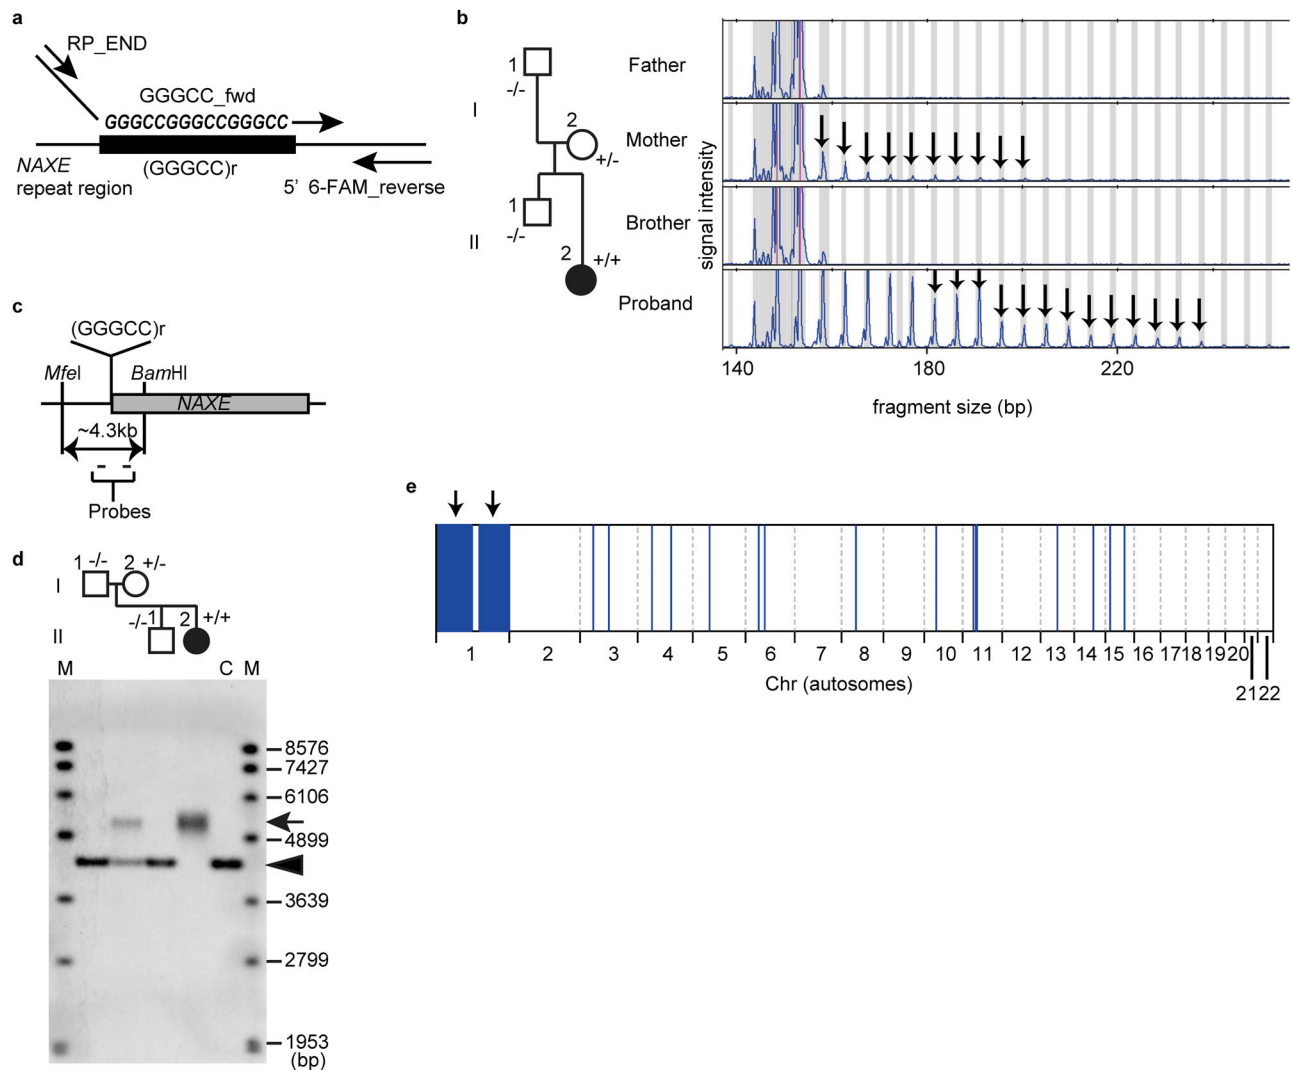 a
RP_END
GGGCC_fwd
GGGCCGGGCCGGGCC
NAXE
repeat region
(GGGCC)r
5' 6-FAM_reverse
b
1
-/-
I
2
+/-
1
-/-
II
2
+/+
Father
Mother
Brother
Proband
signal intensity
140
180
220
fragment size (bp)
c
(GGGCC)r
MfeI
BamHI
NAXE
~4.3kb
Probes
d
1 -/- 2 +/-
I
-/- 1 2 +/+
II
M C M
8576
7427
6106
4899
3639
2799
1953
(bp)
e
1 2 3 4 5 6 7 8 9 10 11 12 13 14 15 16 17 18 19 20
21 22
Chr (autosomes)